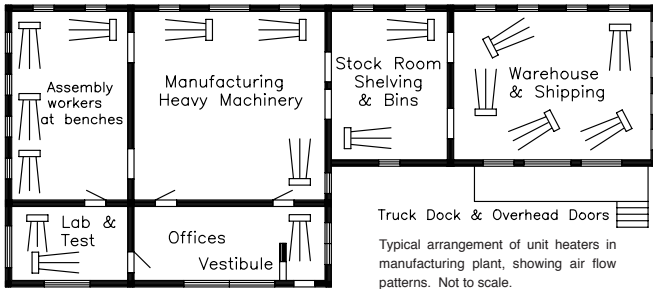 Assembly
workers
at benches
Manufacturing
Heavy Machinery
Stock Room
Shelving
& Bins
Warehouse
& Shipping
Lab &
Test
Offices
Vestibule
Truck Dock & Overhead Doors
Typical arrangement of unit heaters in
manufacturing plant, showing air flow
patterns. Not to scale.